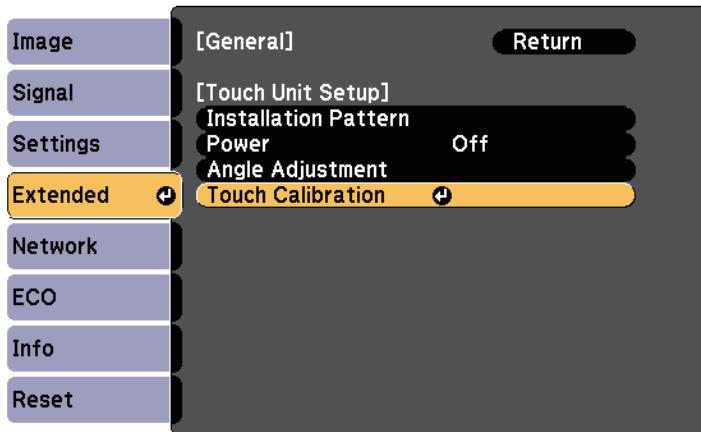 Image
Signal
Settings
Extended
Network
ECO
Info
Reset
[General] Return
[Touch Unit Setup]
Installation Pattern
Power Off
Angle Adjustment
Touch Calibration